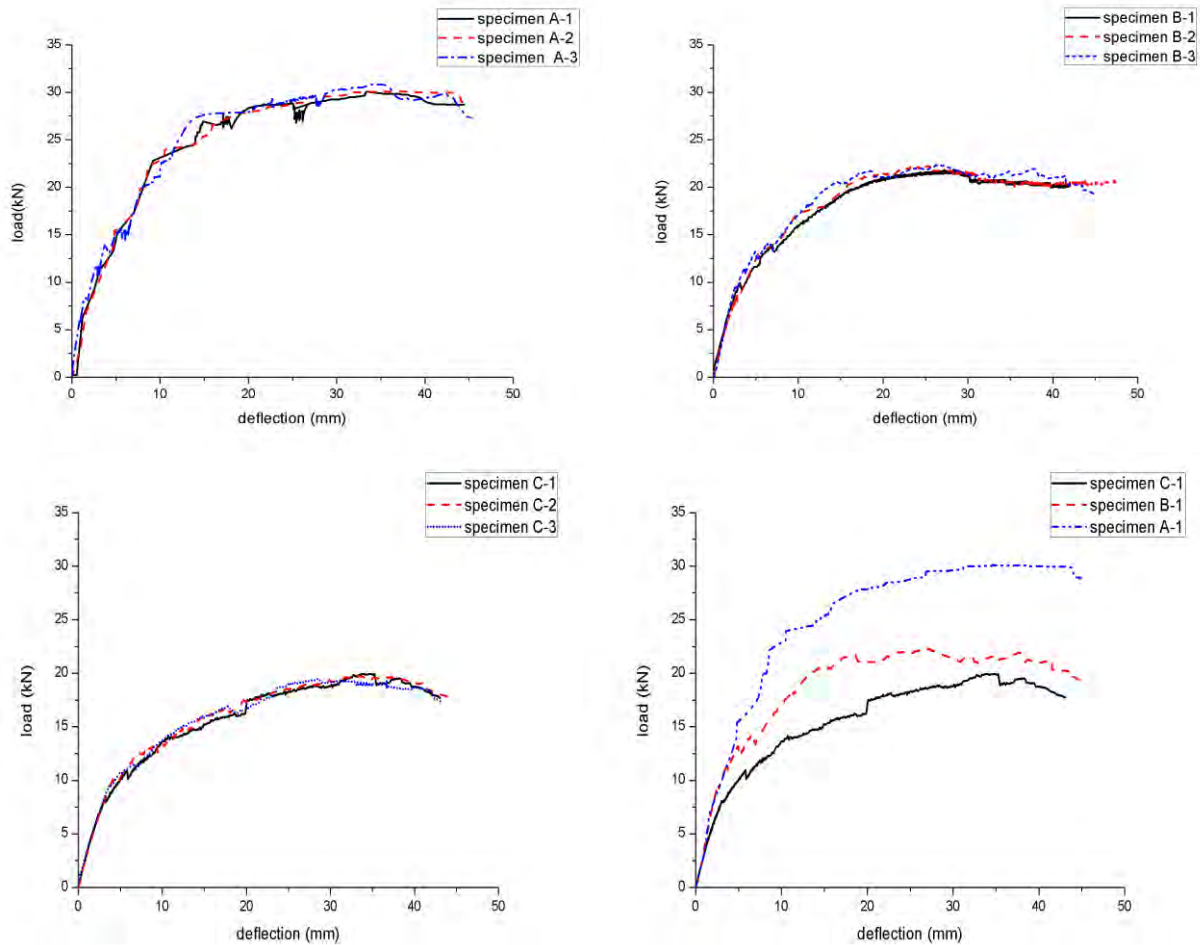 specimen A-1
specimen A-2
specimen A-3
35
30
25
20
15
10
5
0
load(kN)
0 10 20 30 40 50
deflection (mm)
specimen B-1
specimen B-2
specimen B-3
35
30
25
20
15
10
5
0
load (kN)
0 10 20 30 40 50
deflection (mm)
specimen C-1
specimen C-2
specimen C-3
35
30
25
20
15
10
5
0
load (kN)
0 10 20 30 40 50
deflection (mm)
specimen C-1
specimen B-1
specimen A-1
35
30
25
20
15
10
5
0
load (kN)
0 10 20 30 40 50
deflection (mm)